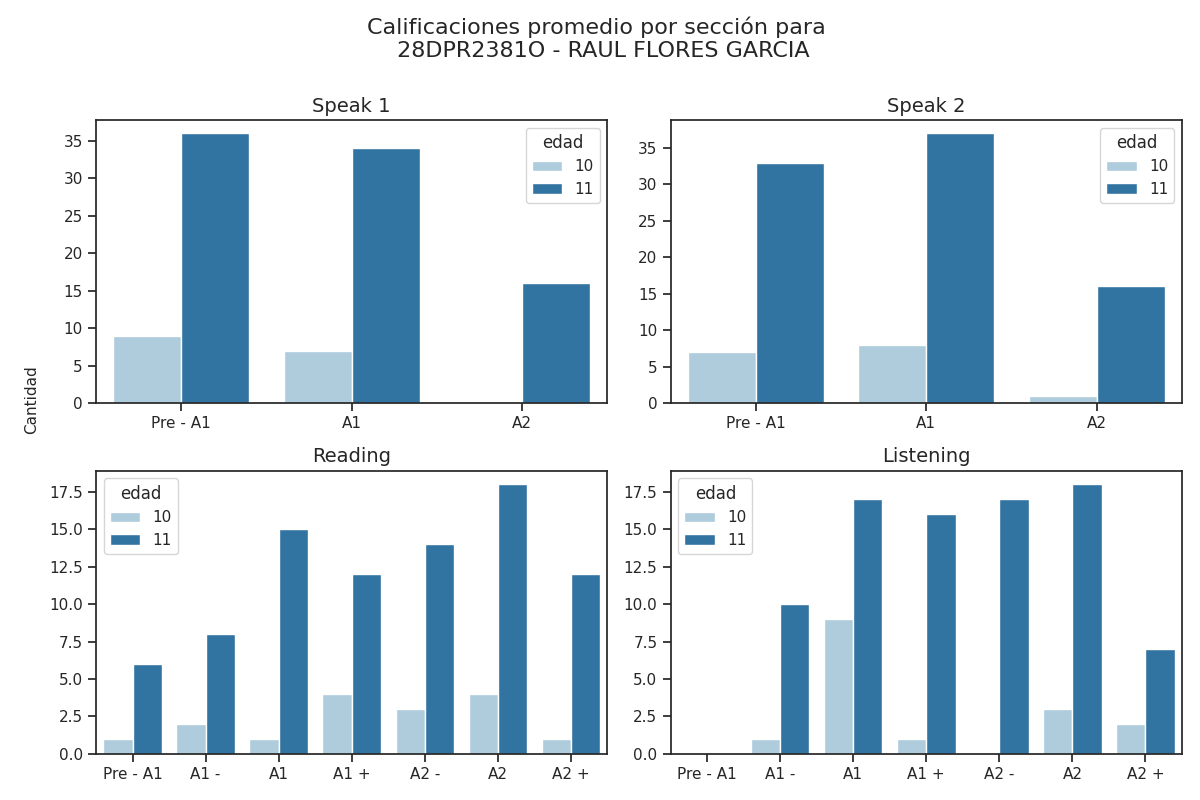 Calificaciones promedio por sección para
28DPR2381O - RAUL FLORES GARCIA
Cantidad
Speak 1
35
30
25
20
15
10
5
0
Pre - A1
A1
A2
edad
10
11
Speak 2
35
30
25
20
15
10
5
0
Pre - A1
A1
A2
edad
10
11
Reading
17.5
15.0
12.5
10.0
7.5
5.0
2.5
0.0
Pre - A1
A1 -
A1
A1 +
A2 -
A2
A2 +
edad
10
11
Listening
17.5
15.0
12.5
10.0
7.5
5.0
2.5
0.0
Pre - A1
A1 -
A1
A1 +
A2 -
A2
A2 +
edad
10
11